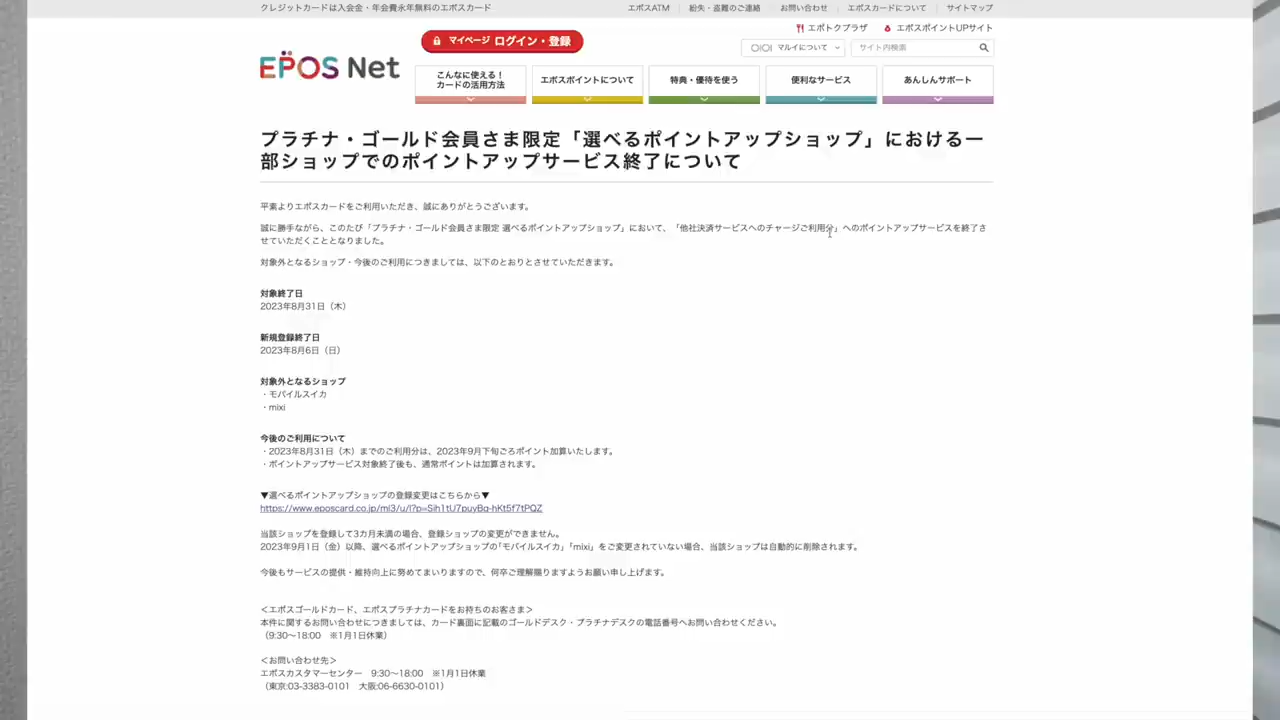 クレジットカードは入会金・年会費永年無料のエポスカード
エポスATM
紛失・盗難のご連絡
お問い合わせ
エポスカードについて
サイトマップ
エポトクプラザ
エポスポイントUPサイト
EPOS Net
マイページ ログイン・登録
OIOI マルイについて
サイト内検索
こんなに使える！
カードの活用方法
エポスポイントについて
特典・優待を使う
便利なサービス
あんしんサポート
プラチナ・ゴールド会員さま限定「選べるポイントアップショップ」における一
部ショップでのポイントアップサービス終了について
平素よりエポスカードをご利用いただき、誠にありがとうございます。
誠に勝手ながら、このたび「プラチナ・ゴールド会員さま限定 選べるポイントアップショップ」において、「他社決済サービスへのチャージご利用分」へのポイントアップサービスを終了さ
せていただくこととなりました。
対象外となるショップ・今後のご利用につきましては、以下のとおりとさせていただきます。
対象終了日
2023年8月31日（木）
新規登録終了日
2023年8月6日（日）
対象外となるショップ
・モバイルスイカ
・mixi
今後のご利用について
・2023年8月31日（木）までのご利用分は、2023年9月下旬ごろポイント加算いたします。
・ポイントアップサービス対象終了後も、通常ポイントは加算されます。
▼選べるポイントアップショップの登録変更はこちらから▼
https://www.eposcard.co.jp/ml3/u/l?p=Sih1tU7puyBq-hKt5f7tPQZ
当該ショップを登録して3カ月未満の場合、登録ショップの変更ができません。
2023年9月1日（金）以降、選べるポイントアップショップの「モバイルスイカ」「mixi」をご変更されていない場合、当該ショップは自動的に削除されます。
今後もサービスの提供・維持向上に努めてまいりますので、何卒ご理解賜りますようお願い申し上げます。
＜エポスゴールドカード、エポスプラチナカードをお持ちのお客さま＞
本件に関するお問い合わせにつきましては、カード裏面に記載のゴールドデスク・プラチナデスクの電話番号へお問い合わせください。
（9:30～18:00　※1月1日休業）
＜お問い合わせ先＞
エポスカスタマーセンター　9:30～18:00　※1月1日休業
（東京:03-3383-0101　大阪:06-6630-0101）